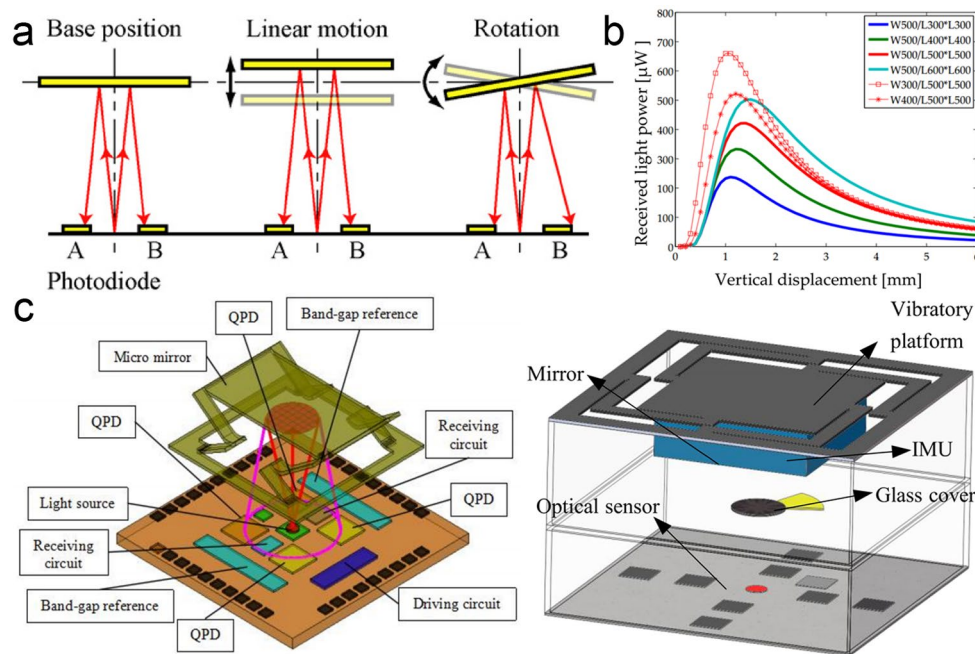 a
Base position
Linear motion
Rotation
A
B
A
B
A
B
Photodiode
b
Received light power [µW]
800
700
600
500
400
300
200
100
100
0
0
1
2
3
4
5
6
Vertical displacement [mm]
W500/L300*L300
W500/L400*L400
W500/L500*L500
W500/L600*L600
W300/L500*L500
W400/L500*L500
c
QPD
Band-gap reference
Micro mirror
QPD
Receiving
circuit
Light source
QPD
Receiving
circuit
Band-gap reference
QPD
Driving circuit
Vibratory
platform
Mirror
IMU
Glass cover
Optical sensor